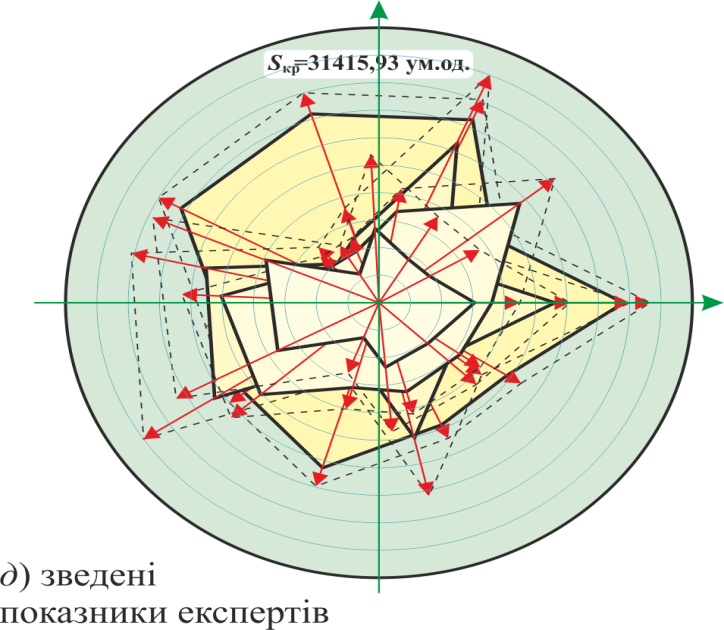 Sкр=31415,93 ум.од.
д) зведені
показники експертів